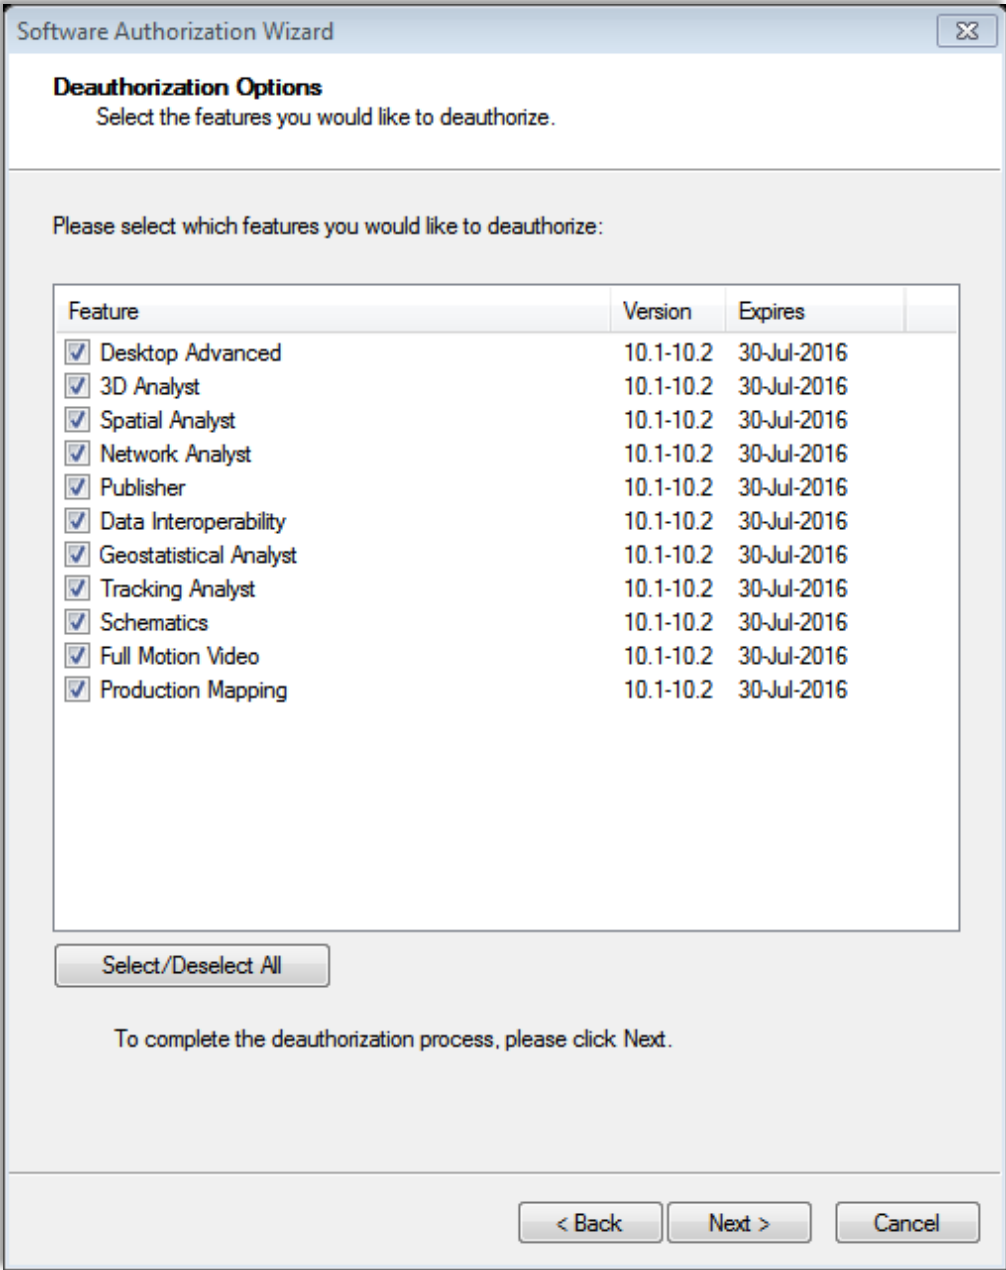 Software Authorization Wizard
Deauthorization Options
Select the features you would like to deauthorize.
Please select which features you would like to deauthorize:
Feature Version Expires
Desktop Advanced 10.1-10.2 30-Jul-2016
3D Analyst 10.1-10.2 30-Jul-2016
Spatial Analyst 10.1-10.2 30-Jul-2016
Network Analyst 10.1-10.2 30-Jul-2016
Publisher 10.1-10.2 30-Jul-2016
Data Interoperability 10.1-10.2 30-Jul-2016
Geostatistical Analyst 10.1-10.2 30-Jul-2016
Tracking Analyst 10.1-10.2 30-Jul-2016
Schematics 10.1-10.2 30-Jul-2016
Full Motion Video 10.1-10.2 30-Jul-2016
Production Mapping 10.1-10.2 30-Jul-2016
Select/Deselect All
To complete the deauthorization process, please click Next.
< Back Next > Cancel